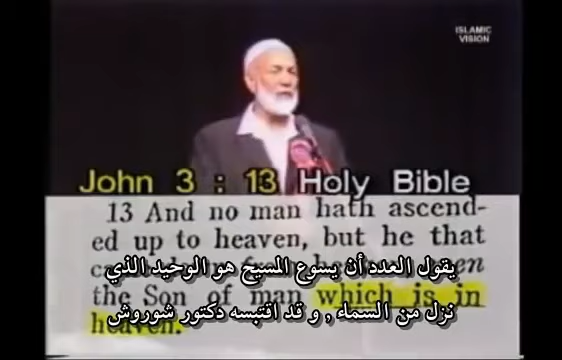 ISLAMIC
VISION
John 3 : 13 Holy Bible
13 And no man hath ascend-
ed up to heaven, but he that
يقول العدد أن يسوع المسيح هو الوحيد الذي
the Son of man which is in
نزل من السماء , و قد اقتبسه دكتور شوروش
heaven.